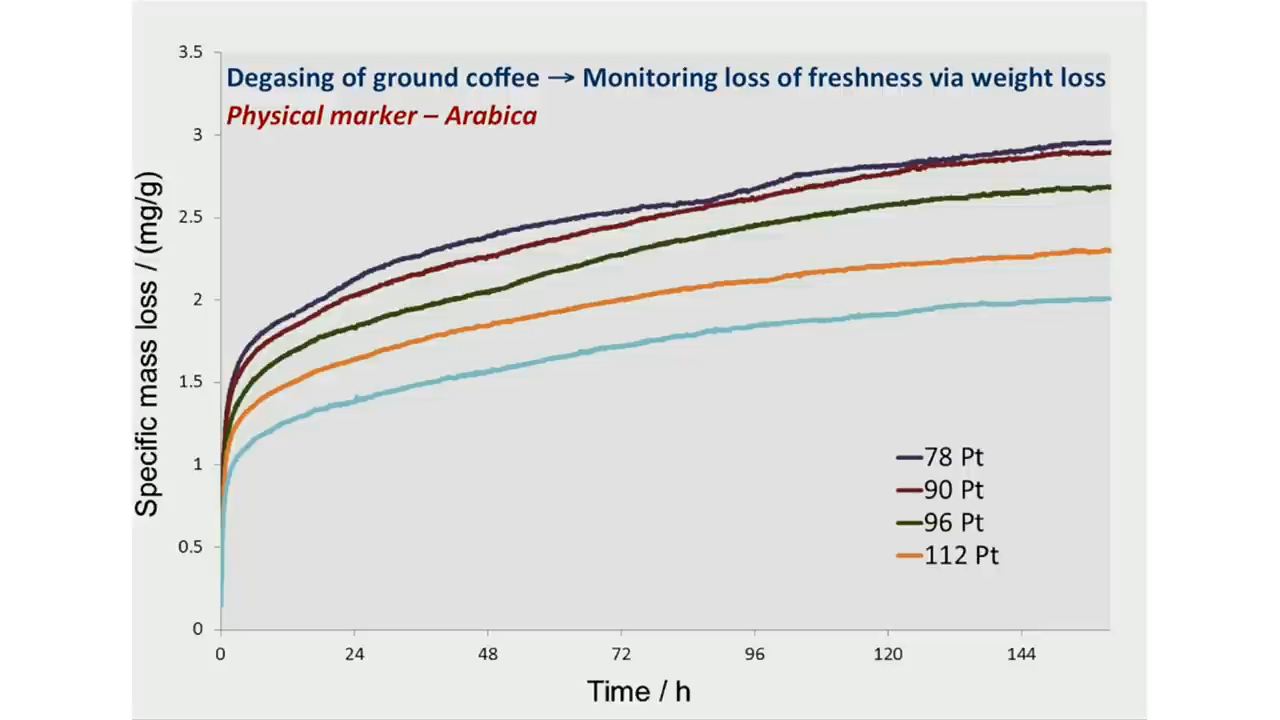 Degasing of ground coffee → Monitoring loss of freshness via weight loss
Physical marker – Arabica
Specific mass loss / (mg/g)
3.5
3
2.5
2
1.5
1
0.5
0
78 Pt
90 Pt
96 Pt
112 Pt
0 24 48 72 96 120 144
Time / h